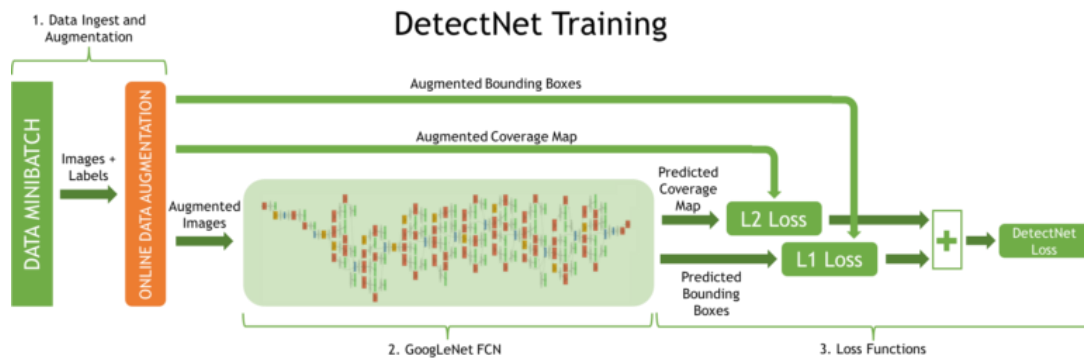 DetectNet Training
1. Data Ingest and
Augmentation
DATA MINIBATCH
Images +
Labels
ONLINE DATA AUGMENTATION
Augmented Bounding Boxes
Augmented Coverage Map
Augmented
Images
Predicted
Coverage
Map
L2 Loss
L1 Loss
Predicted
Bounding
Boxes
+
DetectNet
Loss
2. GoogLeNet FCN
3. Loss Functions